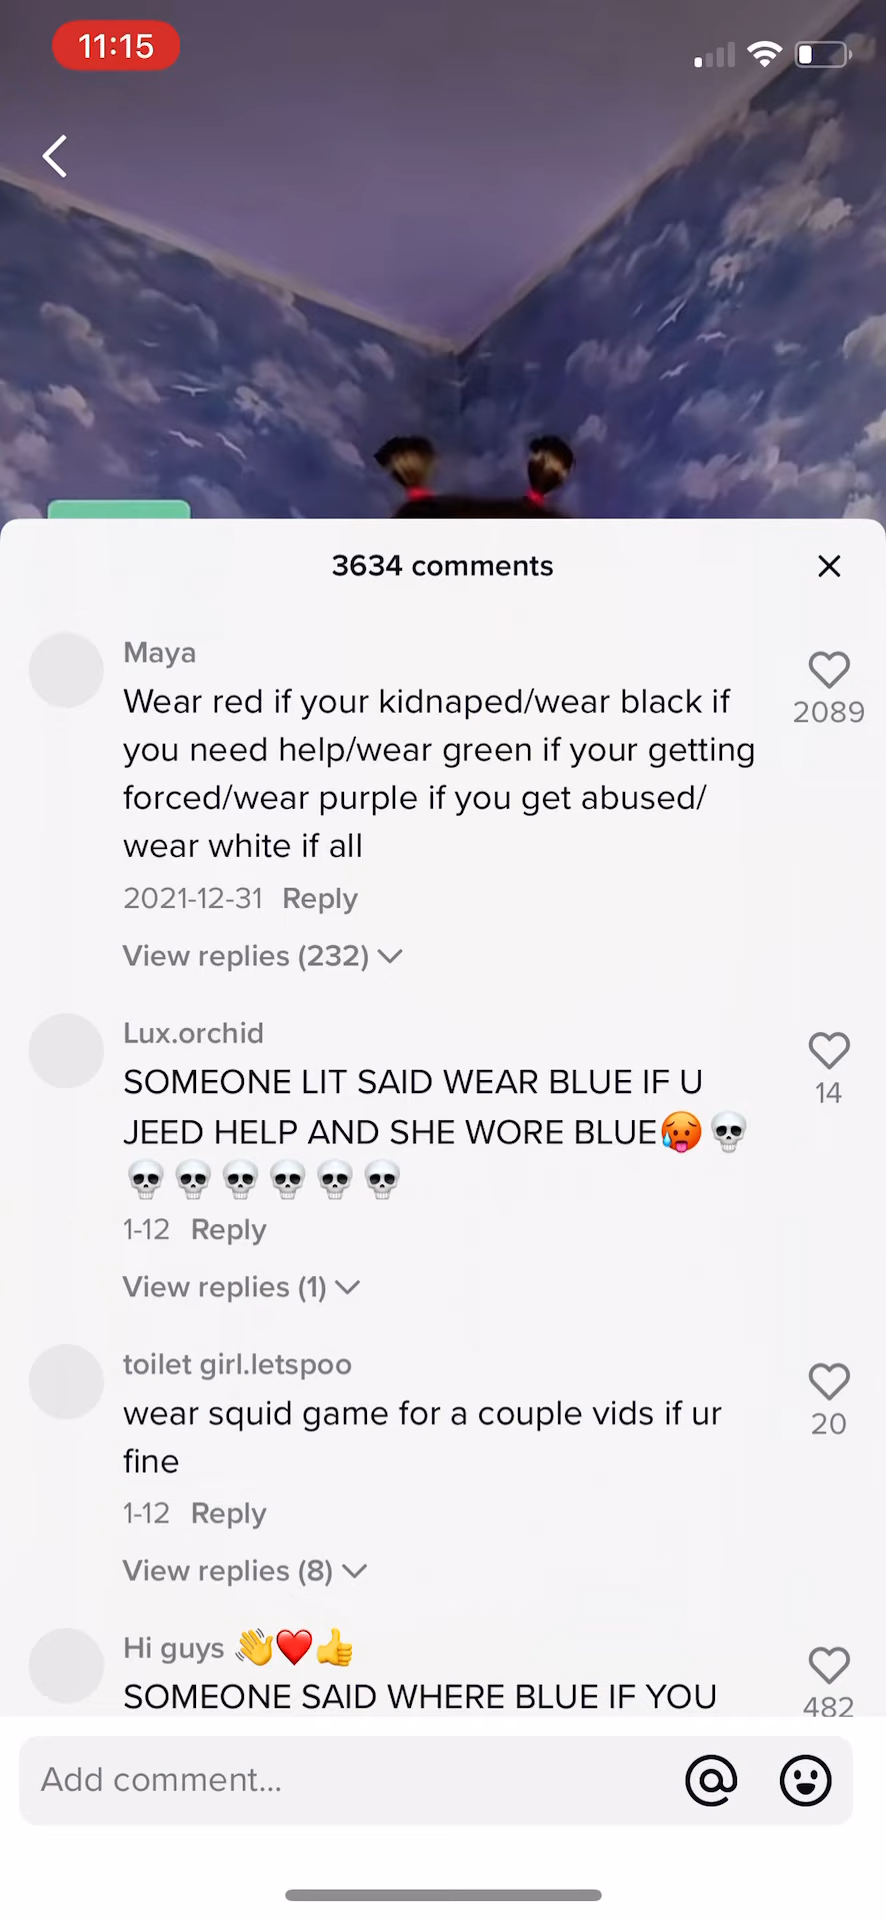 11:15
3634 comments
Maya
Wear red if your kidnaped/wear black if
you need help/wear green if your getting
forced/wear purple if you get abused/
wear white if all
2089
2021-12-31 Reply
View replies (232)
Lux.orchid
SOMEONE LIT SAID WEAR BLUE IF U
JEED HELP AND SHE WORE BLUE🥵💀
💀💀💀💀💀💀
14
1-12 Reply
View replies (1)
toilet girl.letspoo
wear squid game for a couple vids if ur
fine
20
1-12 Reply
View replies (8)
Hi guys 👋❤️👍
SOMEONE SAID WHERE BLUE IF YOU
482
Add comment...